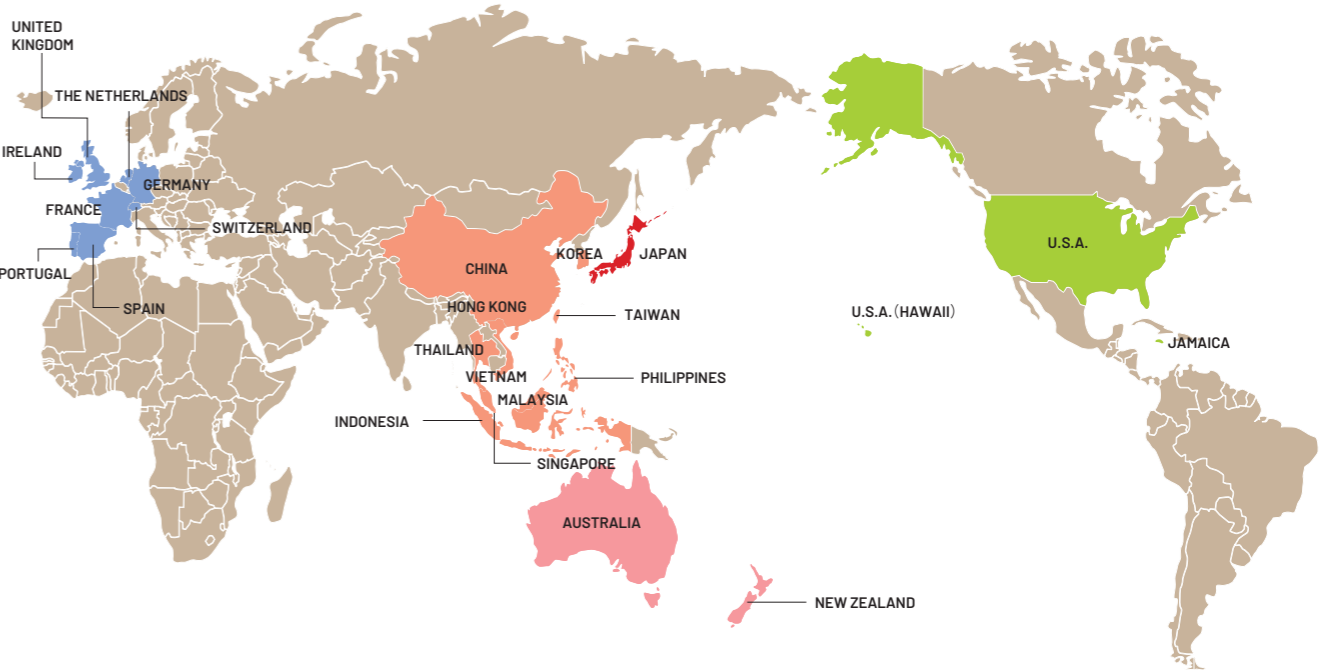 UNITED
KINGDOM
THE NETHERLANDS
IRELAND
GERMANY
FRANCE
SWITZERLAND
PORTUGAL
SPAIN
KOREA
JAPAN
CHINA
HONG KONG
TAIWAN
THAILAND
VIETNAM
PHILIPPINES
MALAYSIA
INDONESIA
SINGAPORE
AUSTRALIA
NEW ZEALAND
U.S.A.
U.S.A.（HAWAII）
JAMAICA